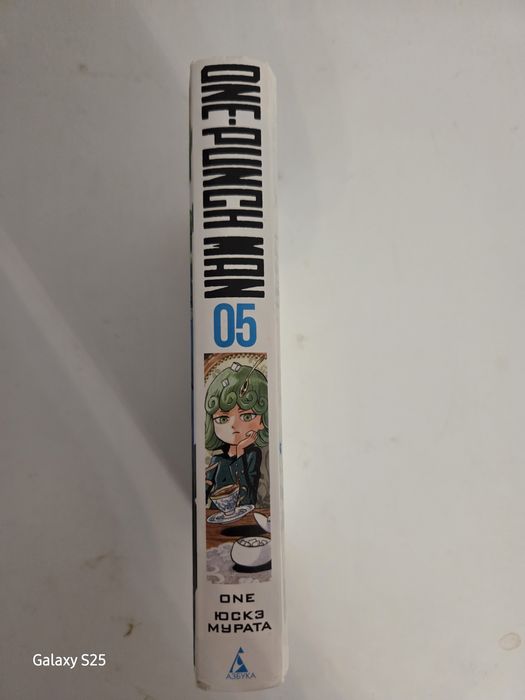 ONE-PUNCH MAN
05
ONE
ЮСКЭ
МУРАТА
АЗБУКА
Galaxy S25